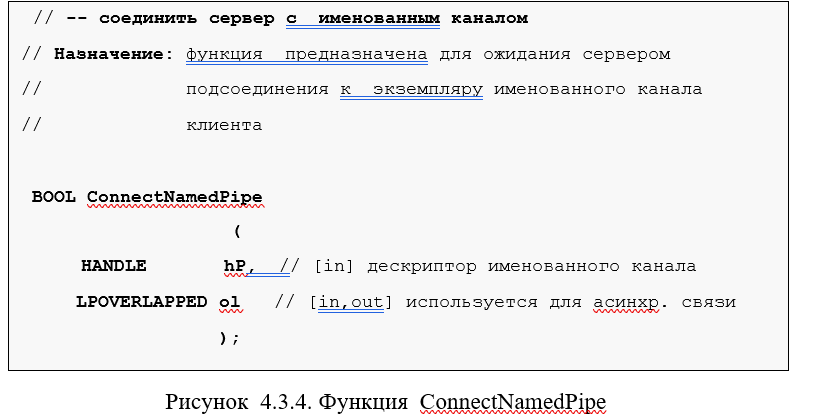 // -- соединить сервер с именованным каналом
// Назначение: функция предназначена для ожидания сервером
// подсоединения к экземпляру именованного канала
// клиента
BOOL ConnectNamedPipe
(
HANDLE hP, // [in] дескриптор именованного канала
LPOVERLAPPED ol // [in,out] используется для асинхр. связи
);
Рисунок 4.3.4. Функция ConnectNamedPipe